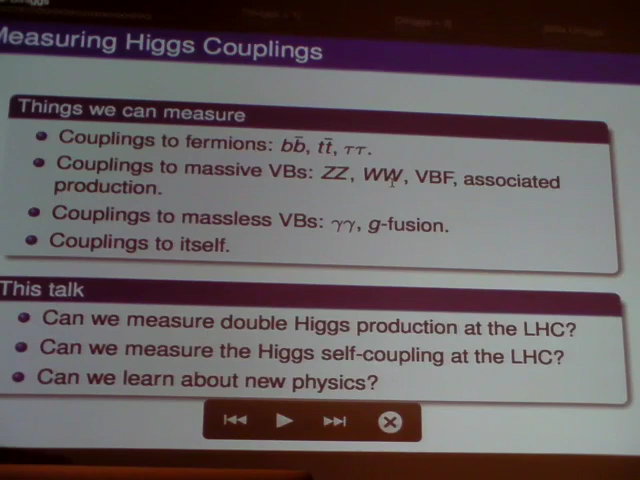 Measuring Higgs Couplings
Things we can measure
Couplings to fermions: bb̄, tt̄, ττ.
Couplings to massive VBs: ZZ, WW, VBF, associated
production.
Couplings to massless VBs: γγ, g-fusion.
Couplings to itself.
This talk
Can we measure double Higgs production at the LHC?
Can we measure the Higgs self-coupling at the LHC?
Can we learn about new physics?